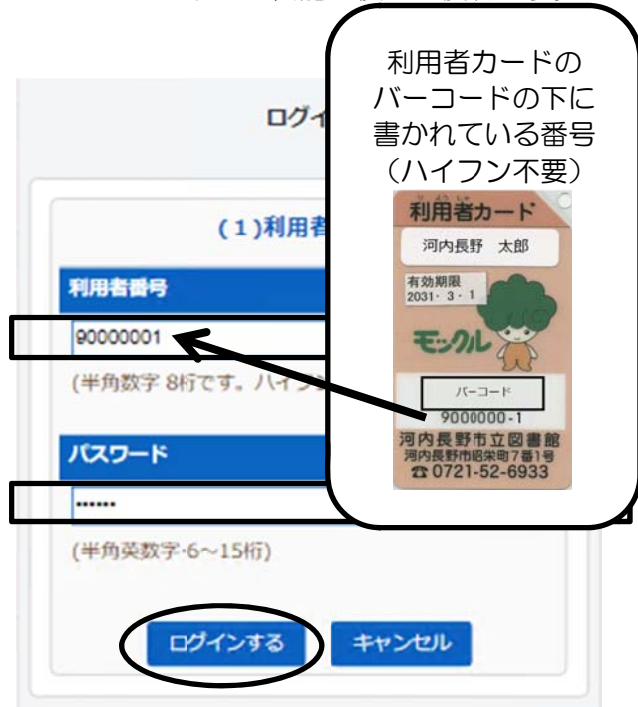 ログイ
利用者カードの
バーコードの下に
書かれている番号
（ハイフン不要）
利用者カード
河内長野 太郎
有効期限
2031・3・1
モックル
バーコード
9000000-1
河内長野市立図書館
河内長野市昭栄町7番1号
☎0721-52-6933
(1)利用者
利用者番号
90000001
(半角数字 8桁です。ハイフン
パスワード
••••••
(半角英数字･6～15桁)
ログインする
キャンセル